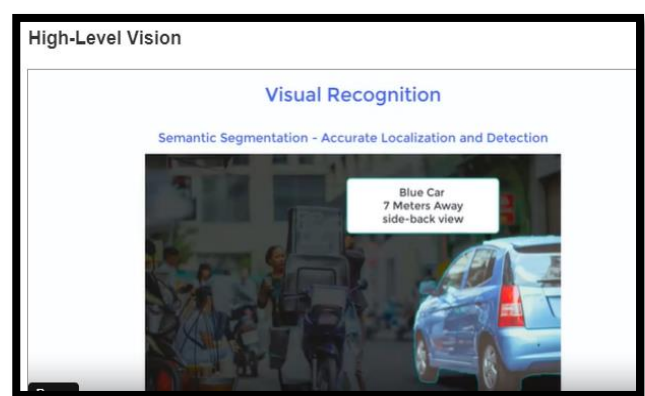 High-Level Vision
Visual Recognition
Semantic Segmentation - Accurate Localization and Detection
Blue Car
7 Meters Away
side-back view